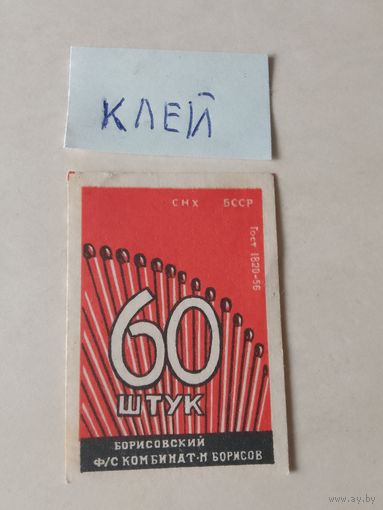 КЛЕЙ
СНХ БССР
Гост 1820-56
60
ШТУК
БОРИСОВСКИЙ
Ф/С КОМБИНАТ·М БОРИСОВ
www.ay.by